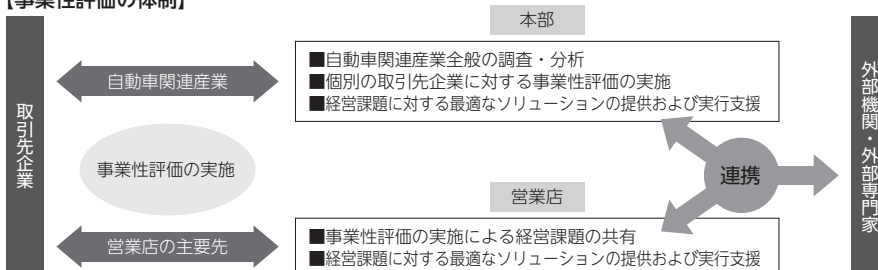 【事業性評価の体制】
本部
■自動車関連産業全般の調査・分析
■個別の取引先企業に対する事業性評価の実施
■経営課題に対する最適なソリューションの提供および実行支援
自動車関連産業
取引先企業
事業性評価の実施
連携
外部機関・外部専門家
営業店
営業店の主要先
■事業性評価の実施による経営課題の共有
■経営課題に対する最適なソリューションの提供および実行支援